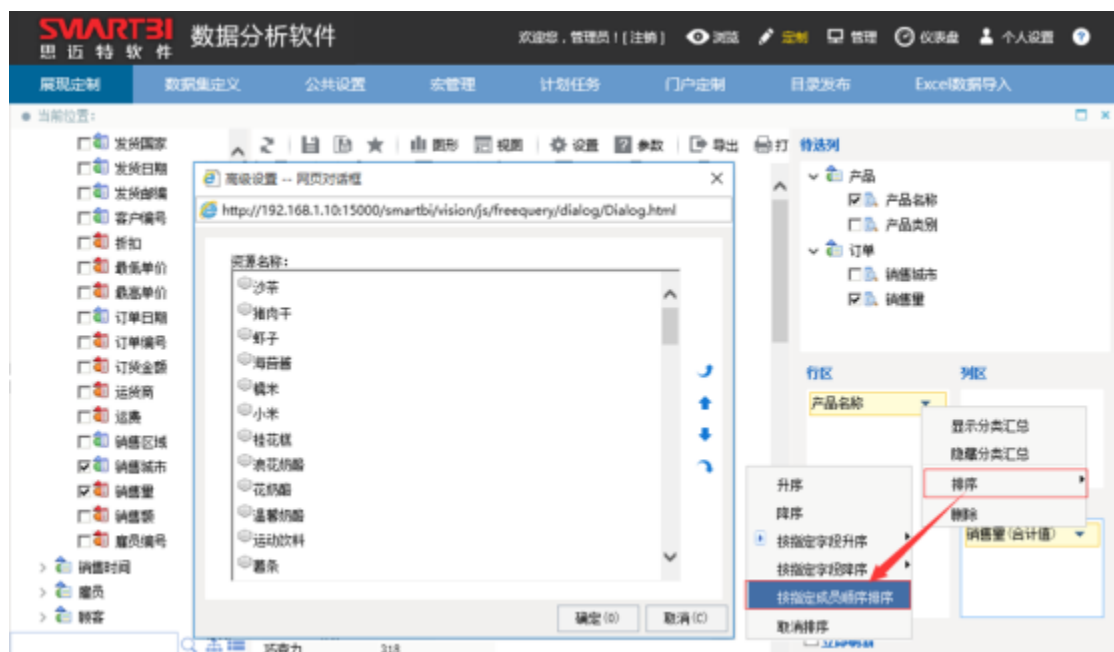 SMARTBI 数据分析软件
思迈特软件
欢迎您，管理员！[注销] 浏览 定制 管理 仪表盘 个人设置 ?
展现定制 数据集定义 公共设置 宏管理 计划任务 门户定制 目录发布 Excel数据导入
当前位置：
发货国家
发货日期
发货邮编
客户编号
折扣
最低单价
最高单价
订单日期
订单编号
订货金额
运货商
运费
销售区域
销售城市
销售量
销售额
雇员编号
销售时间
雇员
顾客
图形 视图 设置 参数 导出 打
高级设置 -- 网页对话框
http://192.168.1.10:15000/smartbi/vision/js/freequery/dialog/Dialog.html
资源名称：
沙茶
猪肉干
虾子
海苔酱
糯米
小米
桂花糕
浪花奶酪
花奶酪
温馨奶酪
运动饮料
薯条
确定(O) 取消(C)
巧克力 318
待选列
产品
产品名称
产品类别
订单
销售城市
销售量
行区 列区
产品名称
显示分类汇总
隐藏分类汇总
排序
删除
销售量(合计值)
升序
降序
按指定字段升序
按指定字段降序
按指定成员顺序排序
取消排序
立即刷新